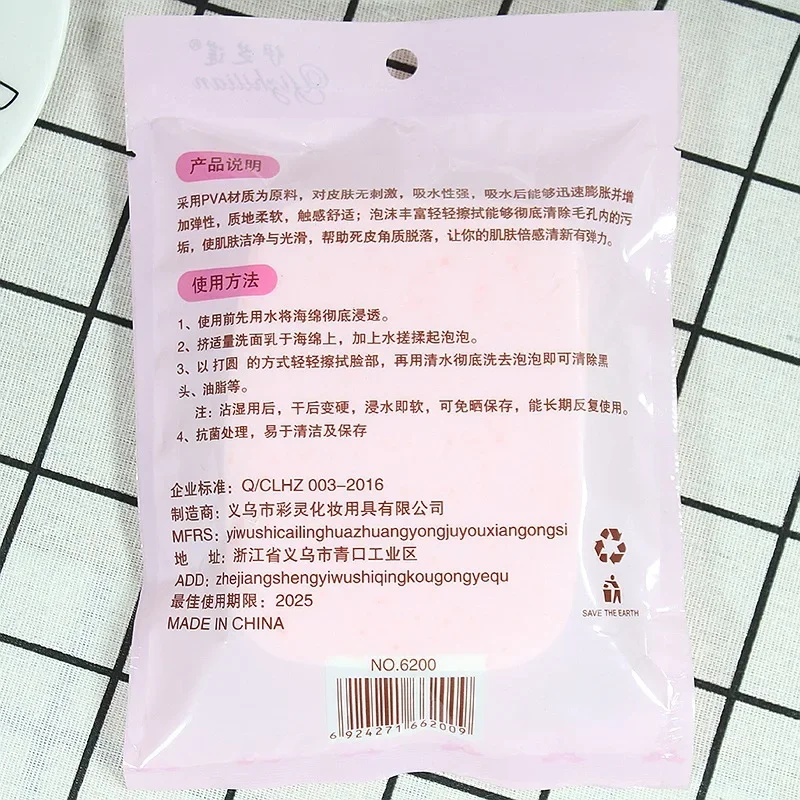 伊芝莲®
Yizhilian
产品说明
采用PVA材质为原料，对皮肤无刺激，吸水性强，吸水后能够迅速膨胀并增
加弹性，质地柔软，触感舒适；泡沫丰富轻轻擦拭能够彻底清除毛孔内的污
垢，使肌肤洁净与光滑，帮助死皮角质脱落，让你的肌肤倍感清新有弹力。
使用方法
1、使用前先用水将海绵彻底浸透。
2、挤适量洗面乳于海绵上，加上水搓揉起泡泡。
3、以 打圆 的方式轻轻擦拭脸部，再用清水彻底洗去泡泡即可清除黑
头、油脂等。
注：沾湿用后，干后变硬，浸水即软，可免晒保存，能长期反复使用。
4、抗菌处理，易于清洁及保存
企业标准：Q/CLHZ 003-2016
制造商：义乌市彩灵化妆用具有限公司
MFRS：yiwushicailinghuazhuangyongjuyouxiangongsi
地 址：浙江省义乌市青口工业区
ADD：zhejiangshengyiwushiqingkougongyequ
最佳使用期限：2025
MADE IN CHINA
SAVE THE EARTH
NO.6200
6 924271 662009